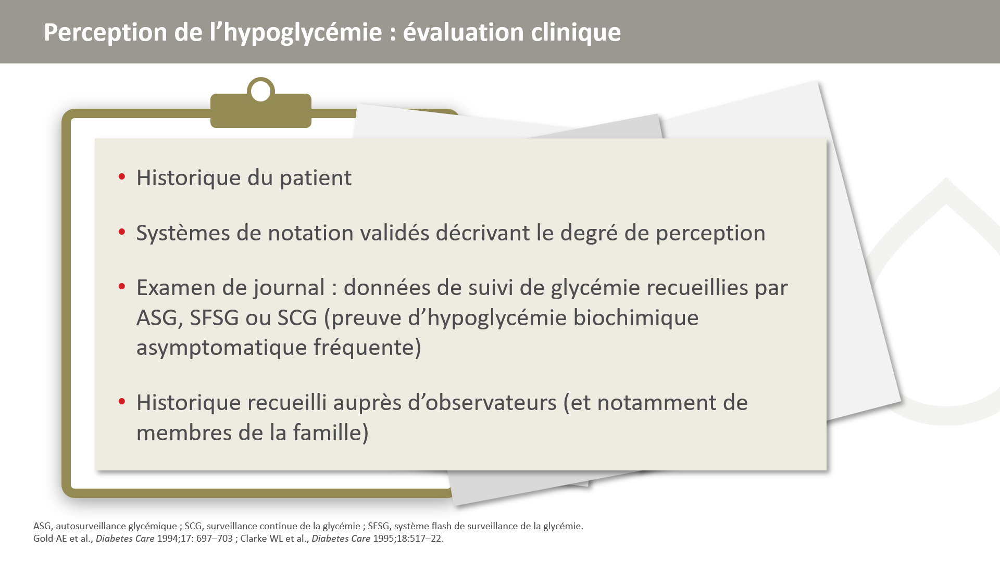 Perception de l’hypoglycémie : évaluation clinique
• Historique du patient
• Systèmes de notation validés décrivant le degré de perception
• Examen de journal : données de suivi de glycémie recueillies par
ASG, SFSG ou SCG (preuve d’hypoglycémie biochimique
asymptomatique fréquente)
• Historique recueilli auprès d’observateurs (et notamment de
membres de la famille)
ASG, autosurveillance glycémique ; SCG, surveillance continue de la glycémie ; SFSG, système flash de surveillance de la glycémie.
Gold AE et al., Diabetes Care 1994;17: 697–703 ; Clarke WL et al., Diabetes Care 1995;18:517–22.